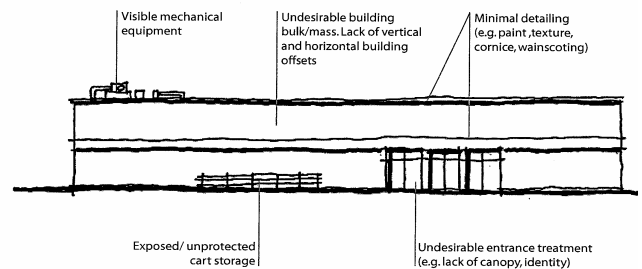 Visible mechanical
equipment
Undesirable building
bulk/mass. Lack of vertical
and horizontal building
offsets
Minimal detailing
(e.g. paint ,texture,
cornice, wainscoting)
Exposed/ unprotected
cart storage
Undesirable entrance treatment
(e.g. lack of canopy, identity)